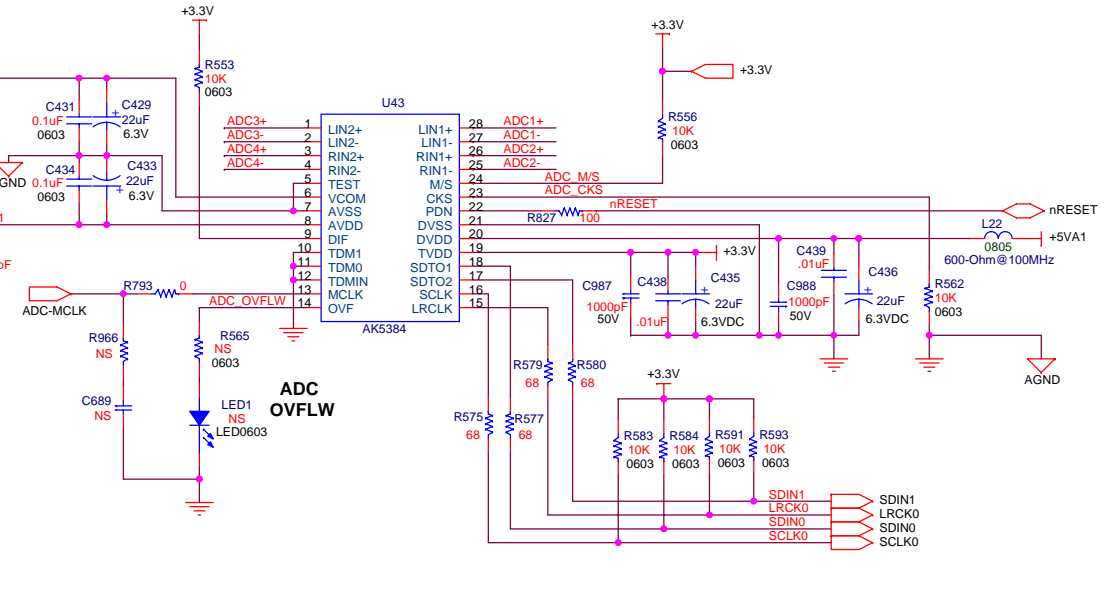 +3.3V
+3.3V
+3.3V
R553
10K
0603
R556
10K
0603
C431
0.1uF
0603
C429
22uF
6.3V
C434
0.1uF
0603
C433
22uF
6.3V
GND
U43
ADC3+
ADC3-
ADC4+
ADC4-
1
2
3
4
5
6
7
8
9
10
11
12
13
14
LIN2+
LIN2-
RIN2+
RIN2-
TEST
VCOM
AVSS
AVDD
DIF
TDM1
TDM0
TDMIN
MCLK
OVF
LIN1+
LIN1-
RIN1+
RIN1-
M/S
CKS
PDN
DVSS
DVDD
TVDD
SDTO1
SDTO2
SCLK
LRCLK
28
27
26
25
24
23
22
21
20
19
18
17
16
15
ADC1+
ADC1-
ADC2+
ADC2-
ADC_M/S
ADC_CKS
nRESET
R827
100
nRESET
L22
0805
600-Ohm@100MHz
+5VA1
+3.3V
AK5384
1
pF
R793
0
ADC-MCLK
ADC_OVFLW
R966
NS
C689
NS
R565
NS
0603
LED1
NS
LED0603
ADC
OVFLW
C987
1000pF
50V
C438
.01uF
C435
22uF
6.3VDC
C439
.01uF
C988
1000pF
50V
C436
22uF
6.3VDC
R562
10K
0603
AGND
R579
68
R580
68
R575
68
R577
68
+3.3V
R583
10K
0603
R584
10K
0603
R591
10K
0603
R593
10K
0603
SDIN1
SDIN1
LRCK0
LRCK0
SDIN0
SDIN0
SCLK0
SCLK0